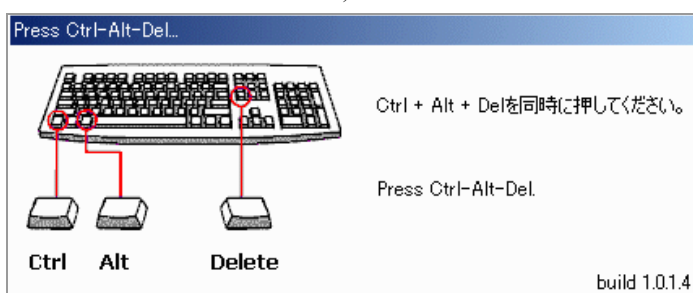 Press Ctrl-Alt-Del...
Ctrl + Alt + Delを同時に押してください。
Press Ctrl-Alt-Del.
Ctrl Alt Delete
build 1.0.1.4